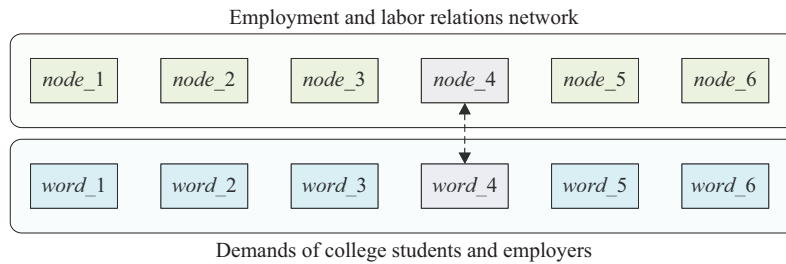 Employment and labor relations network
node_1 node_2 node_3 node_4 node_5 node_6
word_1 word_2 word_3 word_4 word_5 word_6
Demands of college students and employers